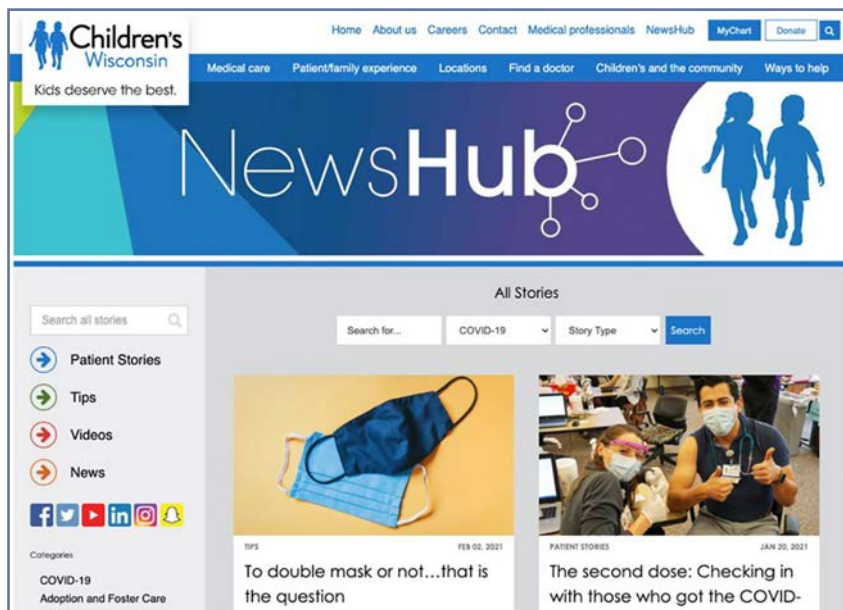 Children's
Wisconsin
Kids deserve the best.
Home About us Careers Contact Medical professionals NewsHub MyChart Donate
Medical care Patient/family experience Locations Find a doctor Children's and the community Ways to help
NewsHub
All Stories
Search all stories
Search for... COVID-19 Story Type Search
Patient Stories
Tips
Videos
News
Categories
COVID-19
Adoption and Foster Care
TIPS FEB 02, 2021
To double mask or not...that is
the question
PATIENT STORIES JAN 20, 2021
The second dose: Checking in
with those who got the COVID-